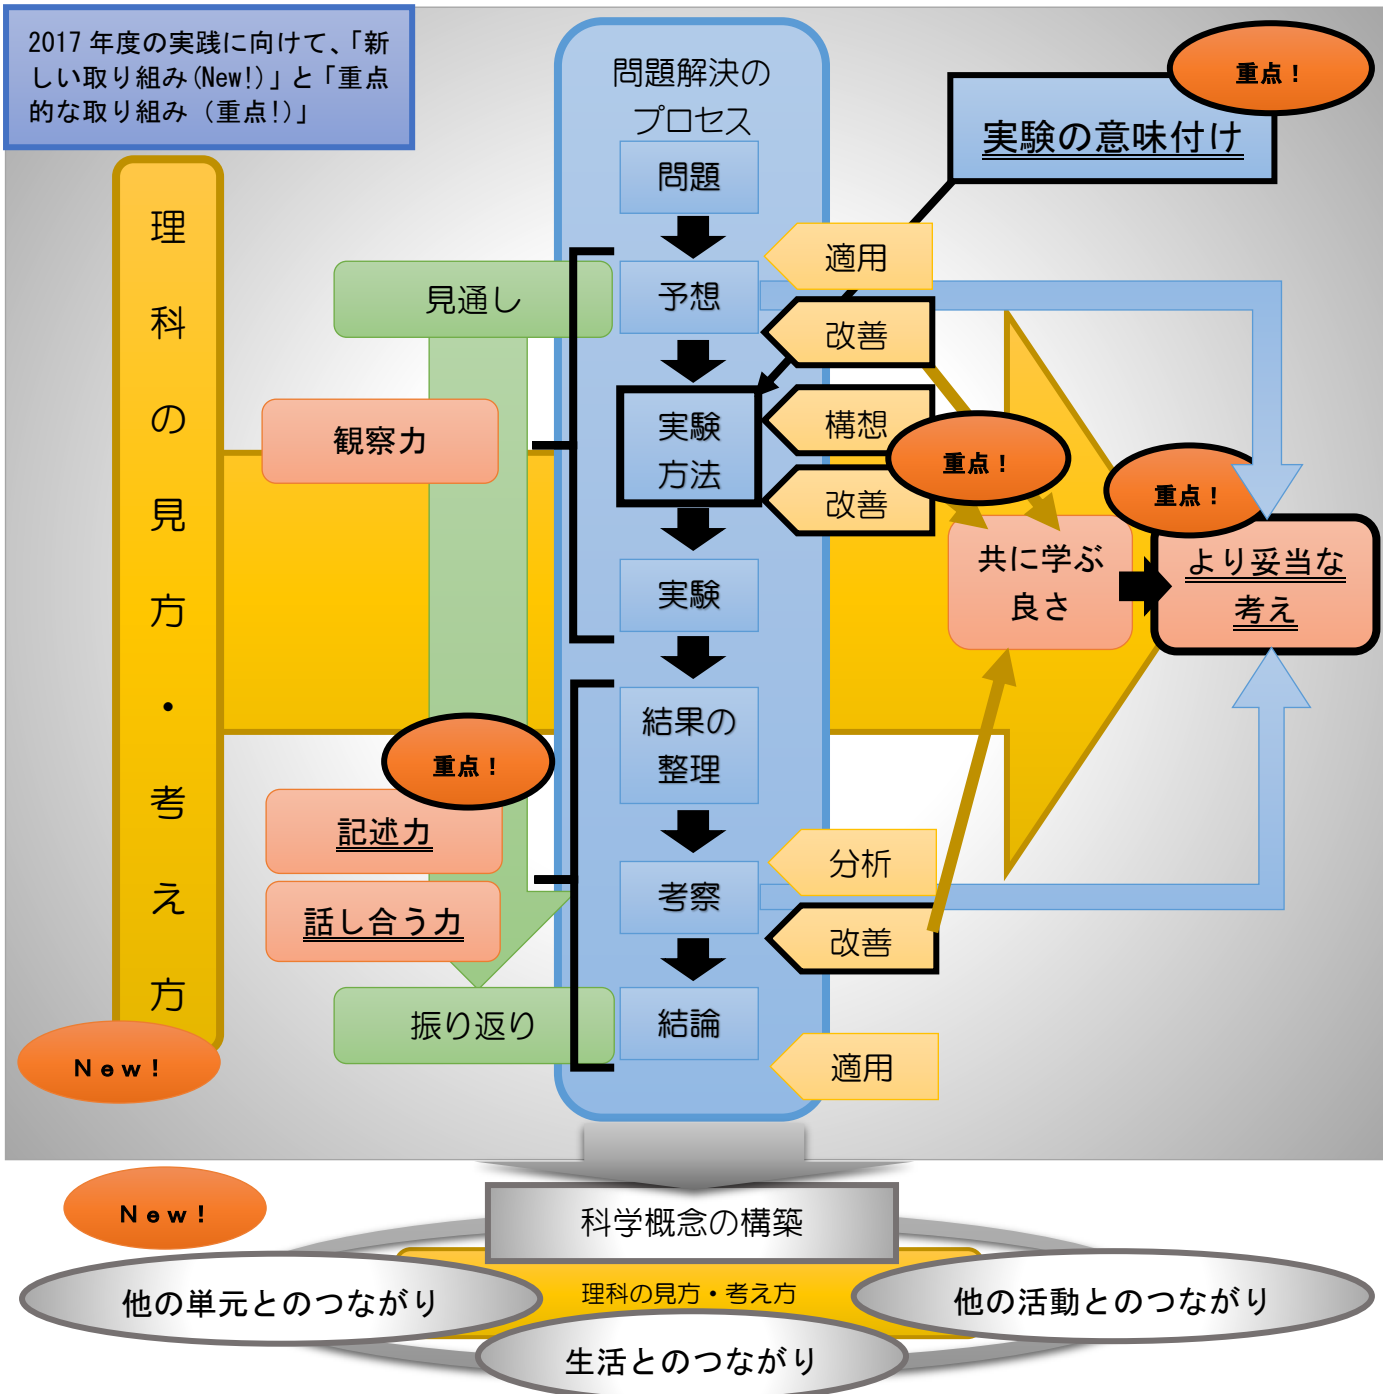 2017年度の実践に向けて、「新
しい取り組み(New!)」と「重点
的な取り組み（重点!）」
問題解決の
プロセス
重点！
実験の意味付け
理科の見方・考え方
New!
問題
予想
実験
方法
実験
結果の
整理
考察
結論
見通し
観察力
重点！
記述力
話し合う力
振り返り
適用
改善
構想
改善
分析
改善
適用
重点！
共に学ぶ
良さ
重点！
より妥当な
考え
New!
科学概念の構築
理科の見方・考え方
他の単元とのつながり
他の活動とのつながり
生活とのつながり